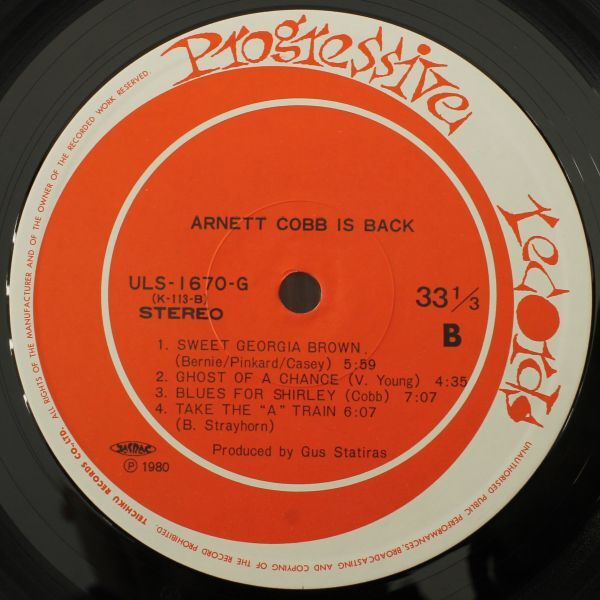 Progressive
records
ARNETT COBB IS BACK
ULS-1670-G
(K-113-B)
STEREO
33 1/3
B
1. SWEET GEORGIA BROWN.
(Bernie/Pinkard/Casey) 5:59
2. GHOST OF A CHANCE (V. Young) 4:35
3. BLUES FOR SHIRLEY (Cobb) 7:07
4. TAKE THE "A" TRAIN 6:07
(B. Strayhorn)
Produced by Gus Statiras
Ⓟ 1980
TEICHIKU RECORDS CO., LTD. ALL RIGHTS OF THE MANUFACTURER AND OF THE OWNER OF THE RECORDED WORK RESERVED.
UNAUTHORISED PUBLIC PERFORMANCES, BROADCASTING AND COPYING OF THE RECORD PROHIBITED.